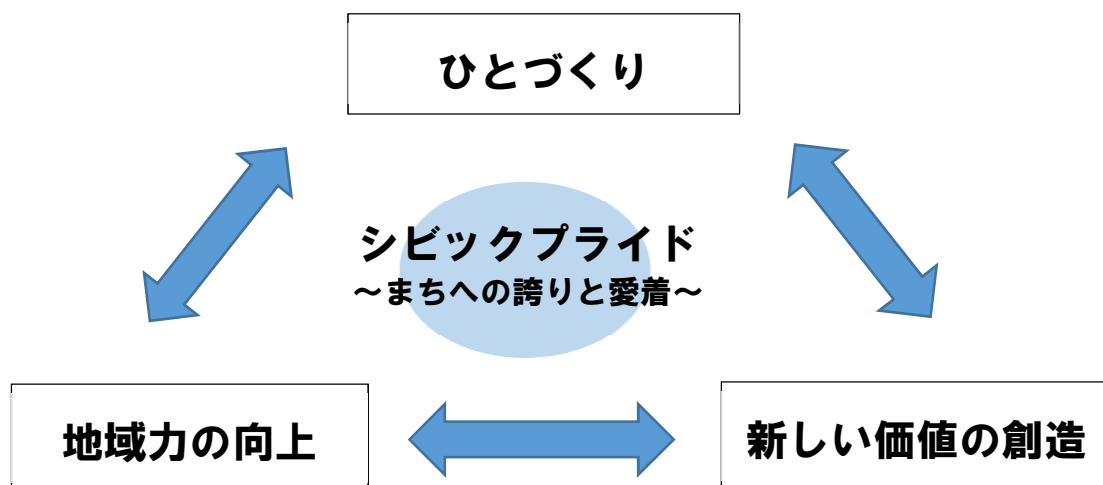 ひとづくり
シビックプライド
～まちへの誇りと愛着～
地域力の向上
新しい価値の創造